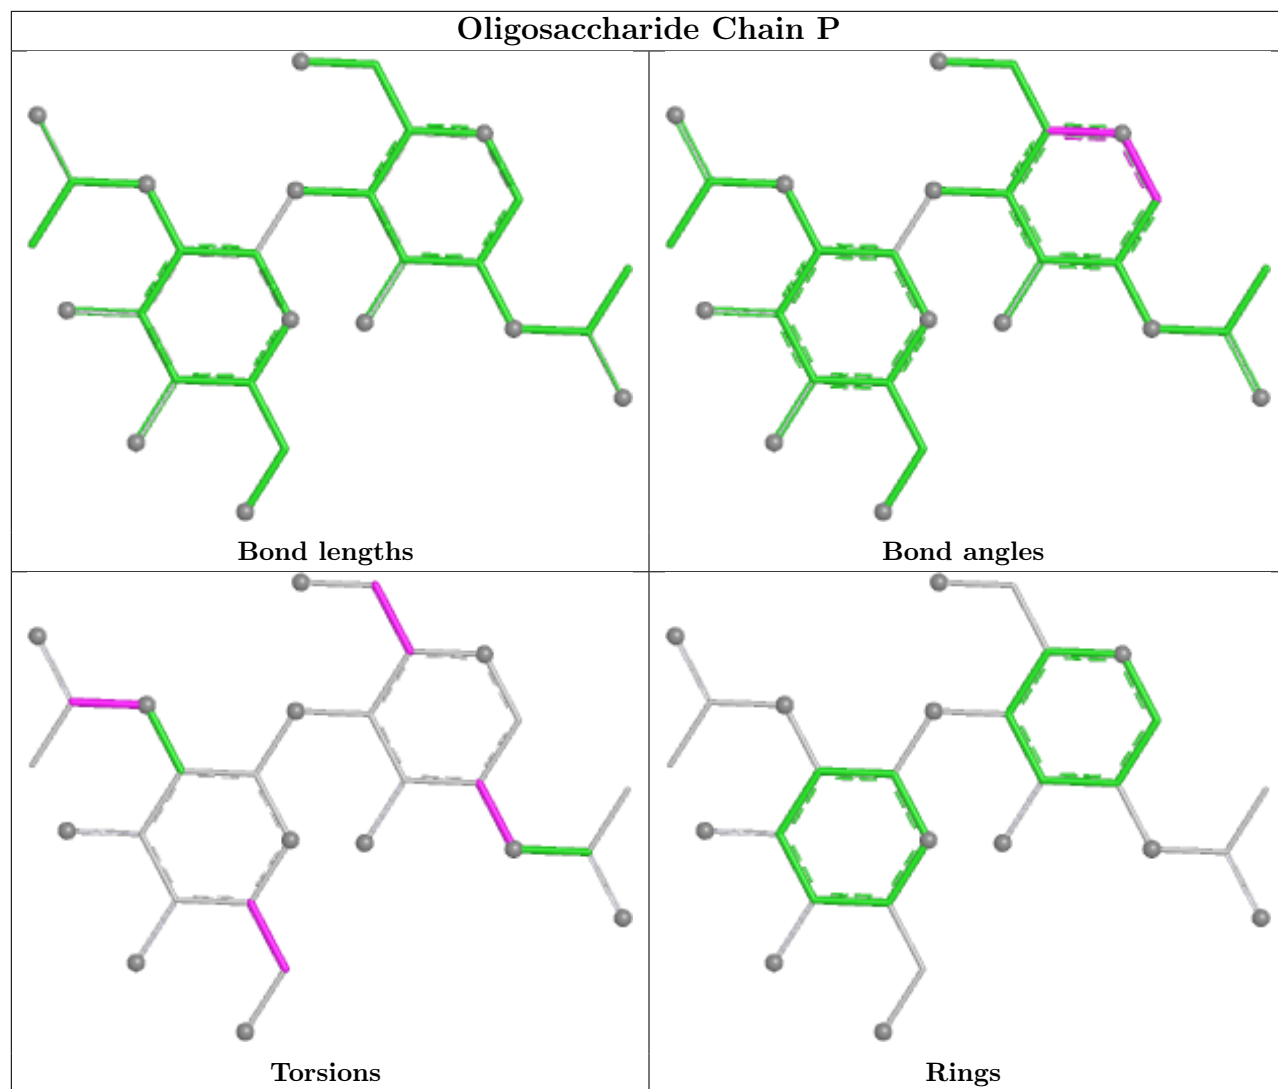 Oligosaccharide Chain P
Bond lengths
Bond angles
Torsions
Rings